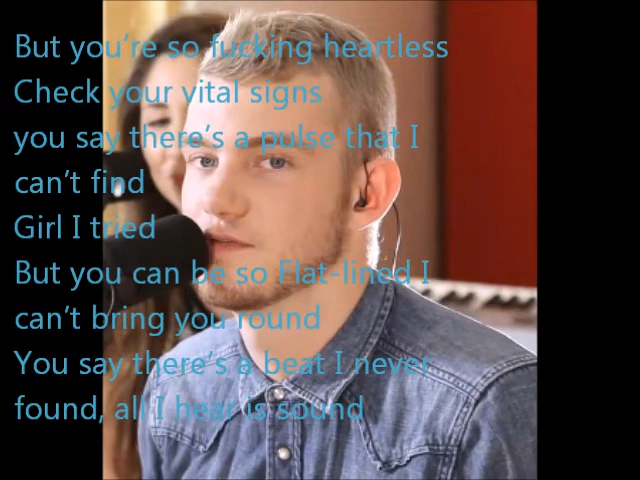 But you're so fucking heartless
Check your vital signs
you say there's a pulse that I
can't find
Girl I tried
But you can be so Flat-lined I
can't bring you round
You say there's a beat I never
found, all I hear is sound